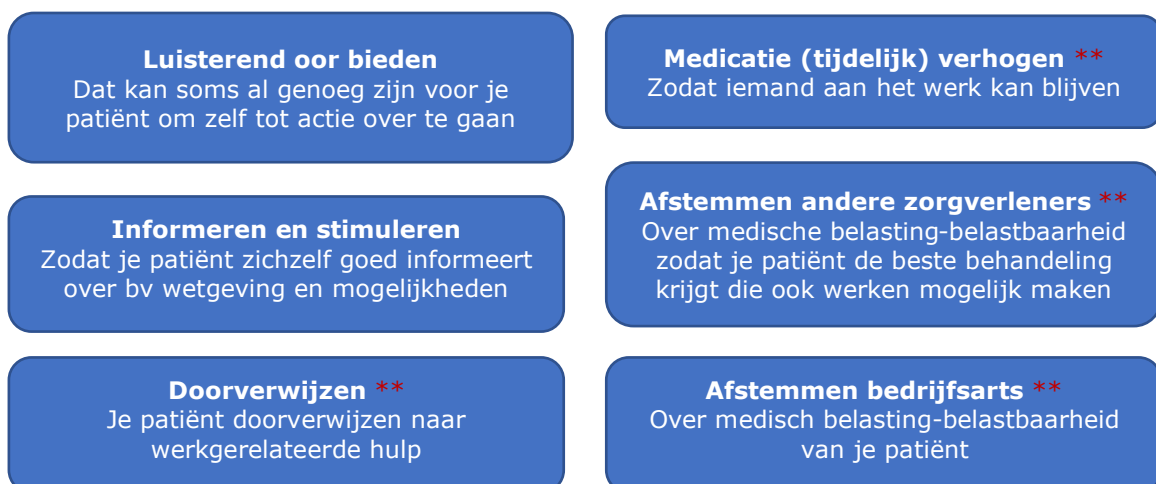 Luisterend oor bieden
Dat kan soms al genoeg zijn voor je
patiënt om zelf tot actie over te gaan
Medicatie (tijdelijk) verhogen **
Zodat iemand aan het werk kan blijven
Informeren en stimuleren
Zodat je patiënt zichzelf goed informeert
over bv wetgeving en mogelijkheden
Afstemmen andere zorgverleners **
Over medische belasting-belastbaarheid
zodat je patiënt de beste behandeling
krijgt die ook werken mogelijk maken
Doorverwijzen **
Je patiënt doorverwijzen naar
werkgerelateerde hulp
Afstemmen bedrijfsarts **
Over medisch belasting-belastbaarheid
van je patiënt